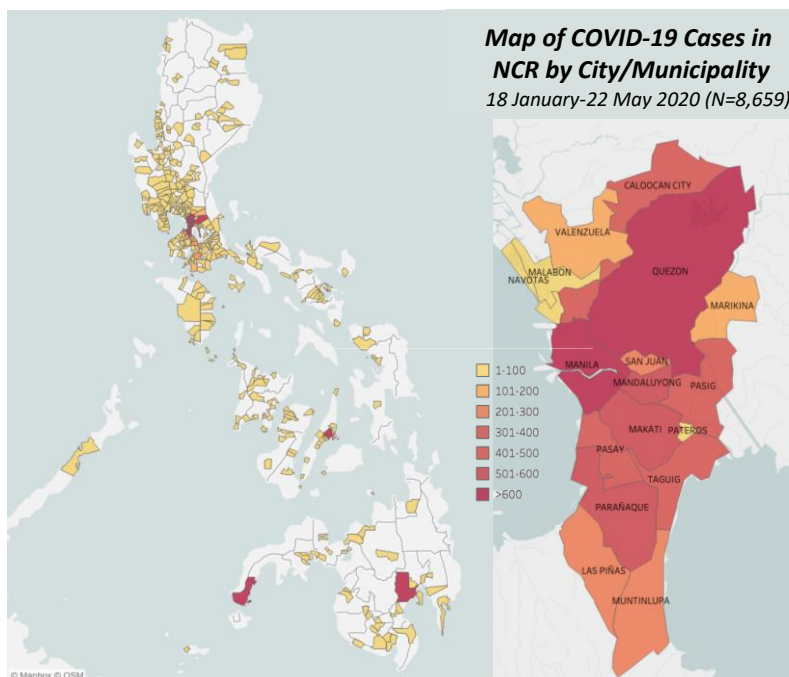 Map of COVID-19 Cases in
NCR by City/Municipality
18 January-22 May 2020 (N=8,659)
CALOOCAN CITY
VALENZUELA
MALABON
NAVOTAS
QUEZON
MARIKINA
MANILA
SAN JUAN
MANDALUYONG
PASIG
MAKATI
PATEROS
PASAY
TAGUIG
PARAÑAQUE
LAS PIÑAS
MUNTINLUPA
1-100
101-200
201-300
301-400
401-500
501-600
>600
© Mapbox © OSM